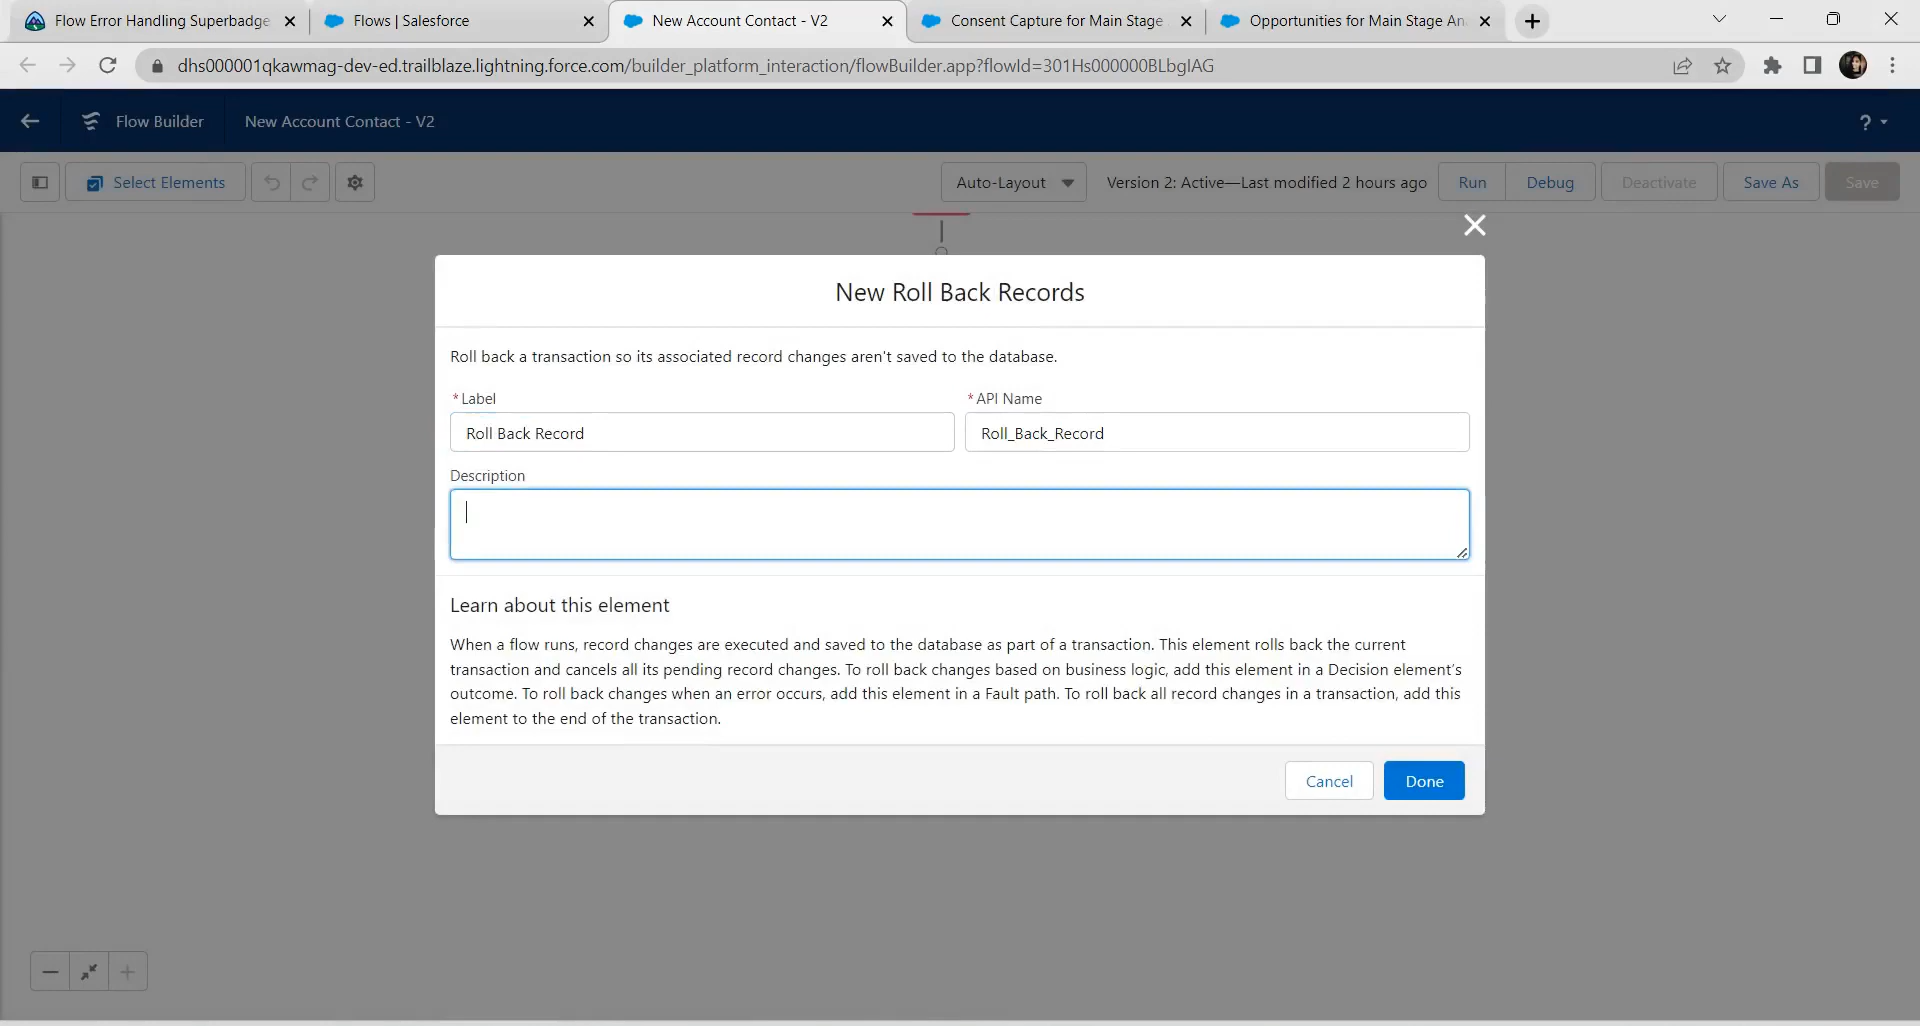 Flow Error Handling Superbadge
Flows | Salesforce
New Account Contact - V2
Consent Capture for Main Stage
Opportunities for Main Stage An
dhs000001qkawmag-dev-ed.trailblaze.lightning.force.com/builder_platform_interaction/flowBuilder.app?flowId=301Hs000000BLbgIAG
Flow Builder
New Account Contact - V2
?
Select Elements
Auto-Layout
Version 2: Active—Last modified 2 hours ago
Run
Debug
Deactivate
Save As
Save
New Roll Back Records
Roll back a transaction so its associated record changes aren't saved to the database.
* Label
* API Name
Roll Back Record
Roll_Back_Record
Description
Learn about this element
When a flow runs, record changes are executed and saved to the database as part of a transaction. This element rolls back the current
transaction and cancels all its pending record changes. To roll back changes based on business logic, add this element in a Decision element's
outcome. To roll back changes when an error occurs, add this element in a Fault path. To roll back all record changes in a transaction, add this
element to the end of the transaction.
Cancel
Done